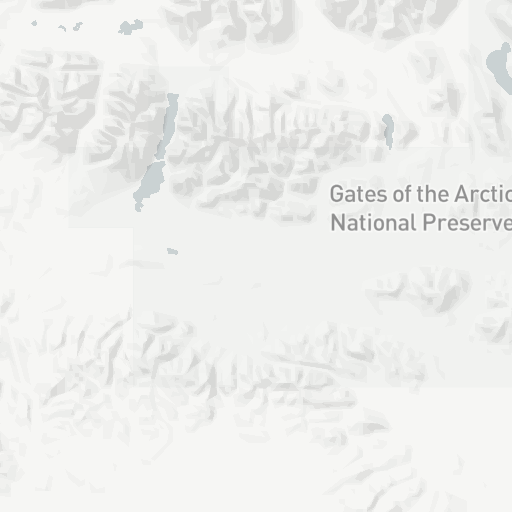 Gates of the Arctic
National Preserve